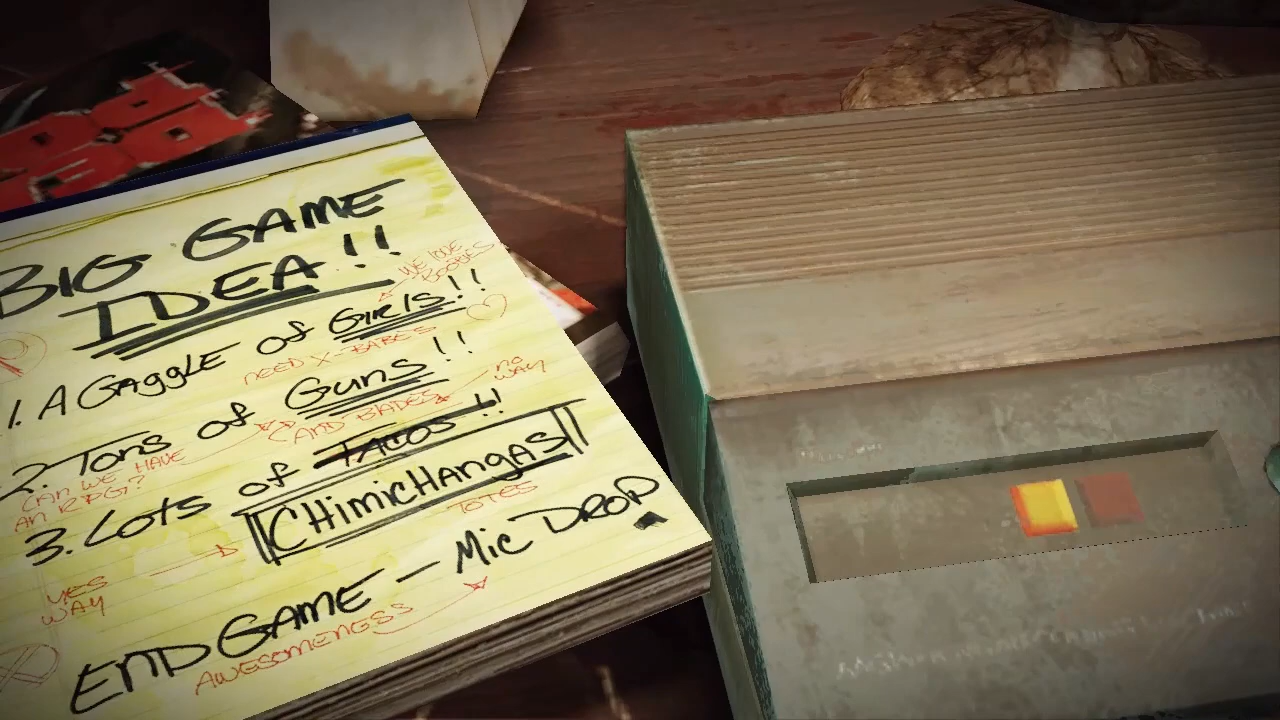 BIG GAME
IDEA!!
WE LOVE
BOOBIES
1. A GAGGLE of GIRLS!!
NEED X-BABES
2. Tons of Guns!!
(AND BLADES)
NO
WAY
CAN WE HAVE
AN RPG?
3. Lots of TACOS!!
CHimiCHANGAS
TOTES
YES
WAY
END GAME - Mic DROP
AWESOMENESS